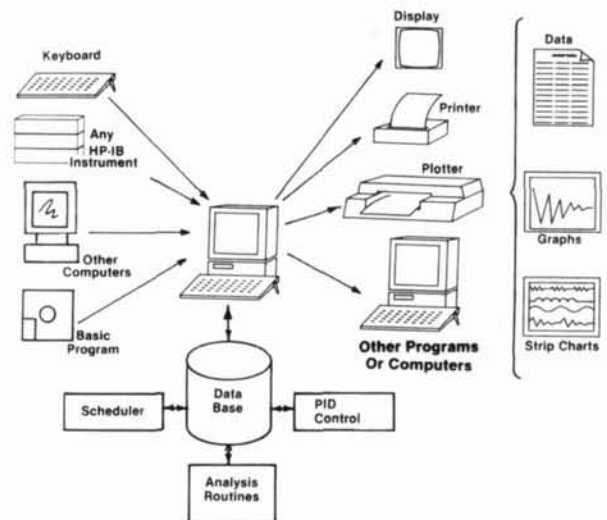 Display
Data
Keyboard
Printer
Any
HP-IB
Instrument
Plotter
Other
Computers
Graphs
Basic
Program
Other Programs
Or Computers
Strip Charts
Scheduler
Data
Base
PID
Control
Analysis
Routines